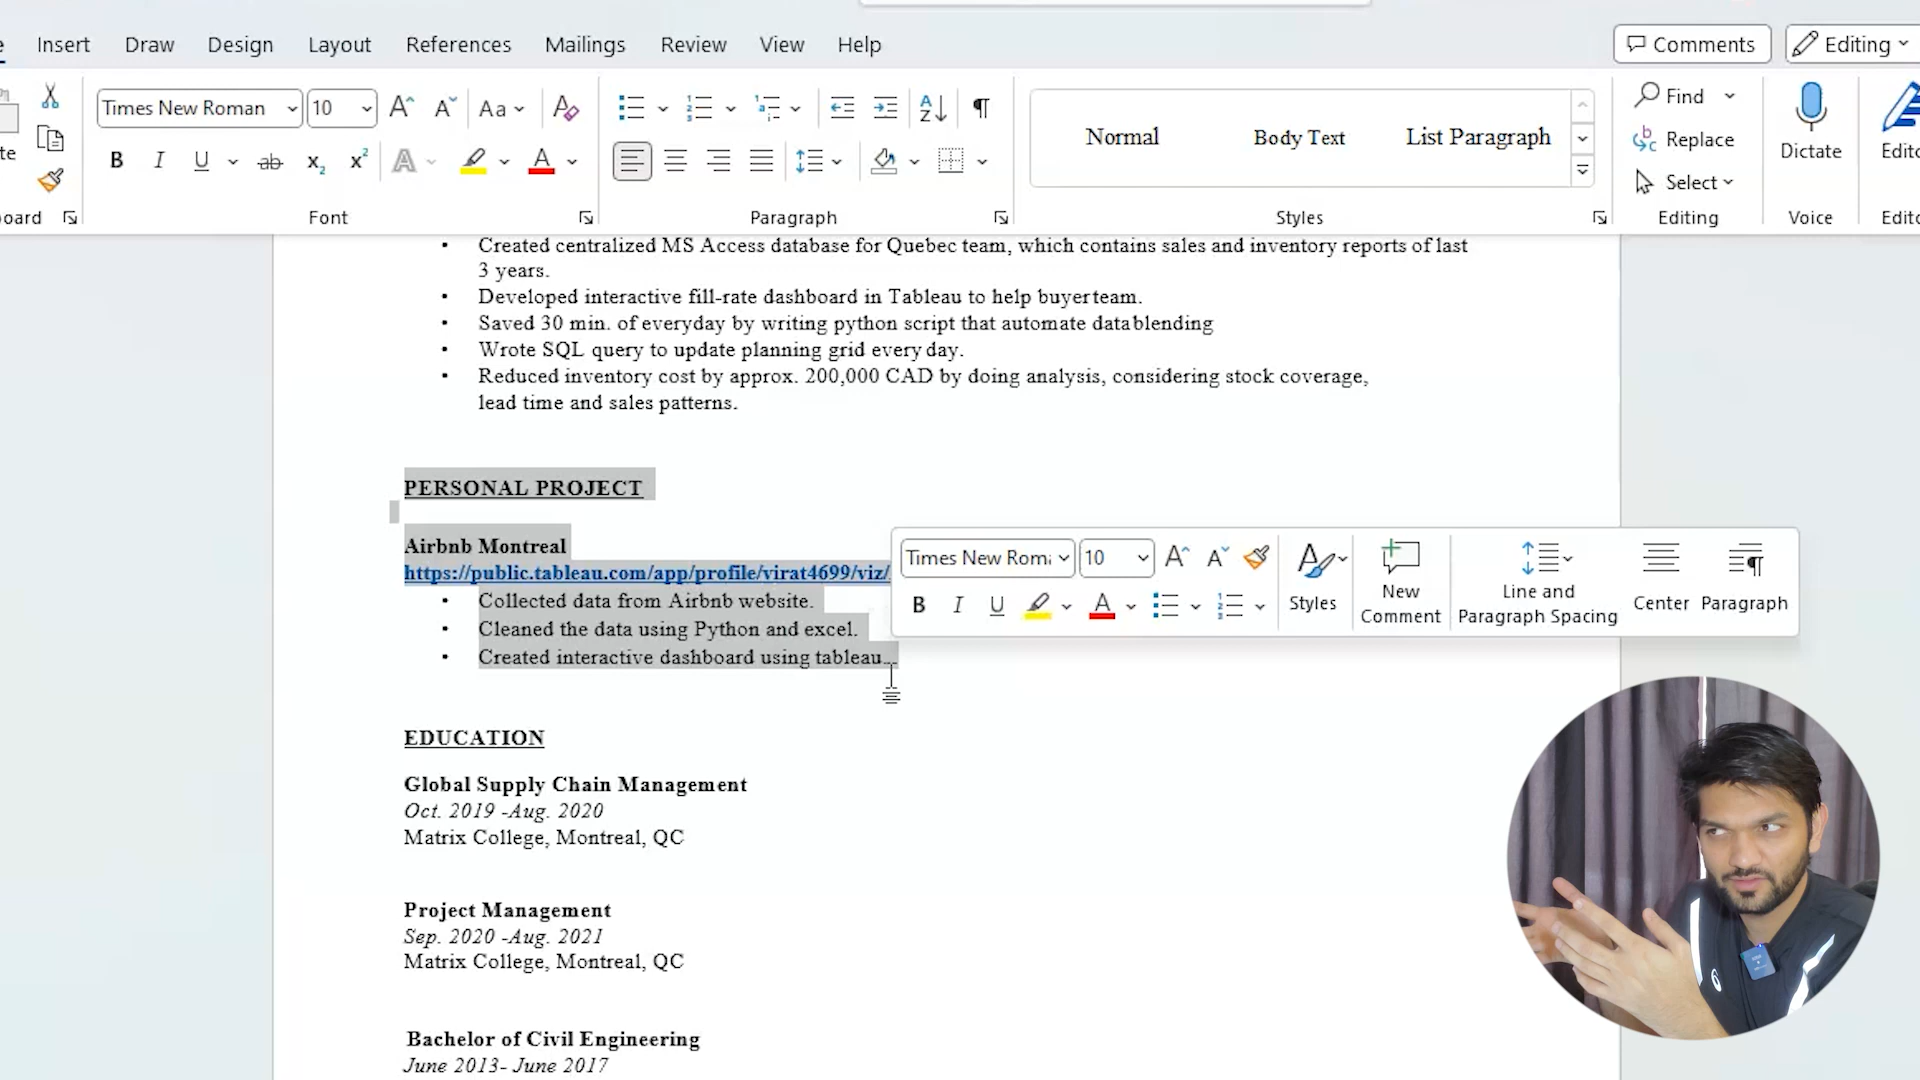 Insert Draw Design Layout References Mailings Review View Help Comments Editing
Times New Roman 10 Aa
B I U ab x₂ x²
A A
Normal Body Text List Paragraph
Find
Replace
Select
Dictate
Font Paragraph Styles Editing Voice
Created centralized MS Access database for Quebec team, which contains sales and inventory reports of last
3 years.
Developed interactive fill-rate dashboard in Tableau to help buyerteam.
Saved 30 min. of everyday by writing python script that automate datablending
Wrote SQL query to update planning grid every day.
Reduced inventory cost by approx. 200,000 CAD by doing analysis, considering stock coverage,
lead time and sales patterns.
PERSONAL PROJECT
Airbnb Montreal
https://public.tableau.com/app/profile/virat4699/viz/
Collected data from Airbnb website.
Cleaned the data using Python and excel.
Created interactive dashboard using tableau
Times New Rom 10
B I U A
Styles
New
Comment
Line and
Paragraph Spacing
Center
Paragraph
EDUCATION
Global Supply Chain Management
Oct. 2019 -Aug. 2020
Matrix College, Montreal, QC
Project Management
Sep. 2020 -Aug. 2021
Matrix College, Montreal, QC
Bachelor of Civil Engineering
June 2013- June 2017